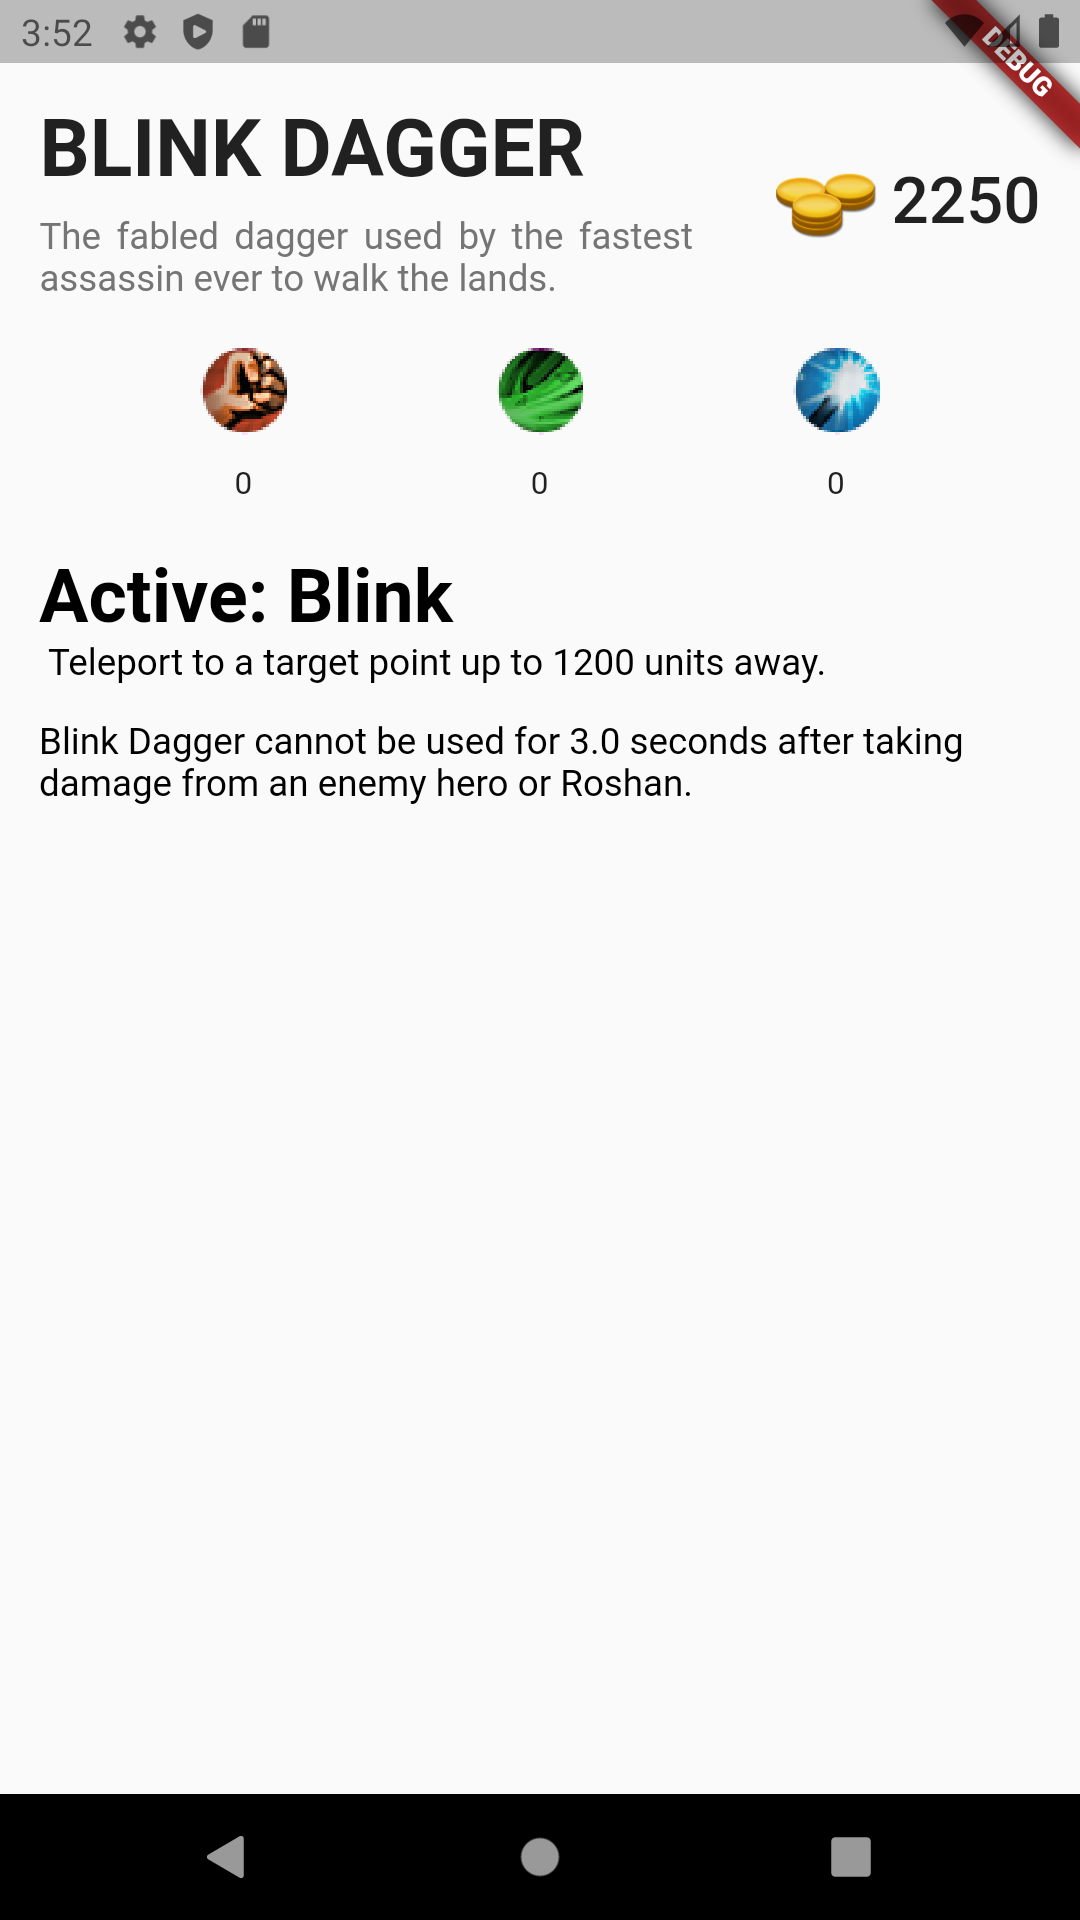 3:52
DEBUG
BLINK DAGGER
2250
The fabled dagger used by the fastest
assassin ever to walk the lands.
0 0 0
Active: Blink
Teleport to a target point up to 1200 units away.
Blink Dagger cannot be used for 3.0 seconds after taking
damage from an enemy hero or Roshan.